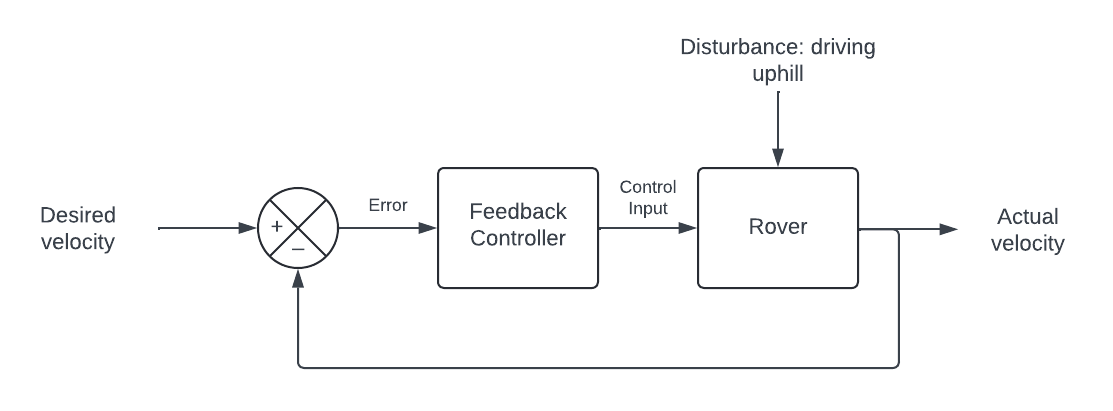 Disturbance: driving
uphill
Desired
velocity
+
–
Error
Feedback
Controller
Control
Input
Rover
Actual
velocity